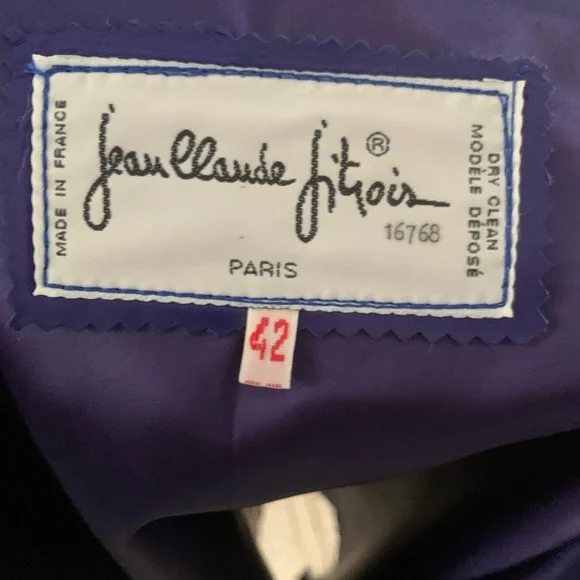 MADE IN FRANCE
jean Claude jitrois ®
16768
PARIS
DRY CLEAN
MODÈLE DÉPOSÉ
42